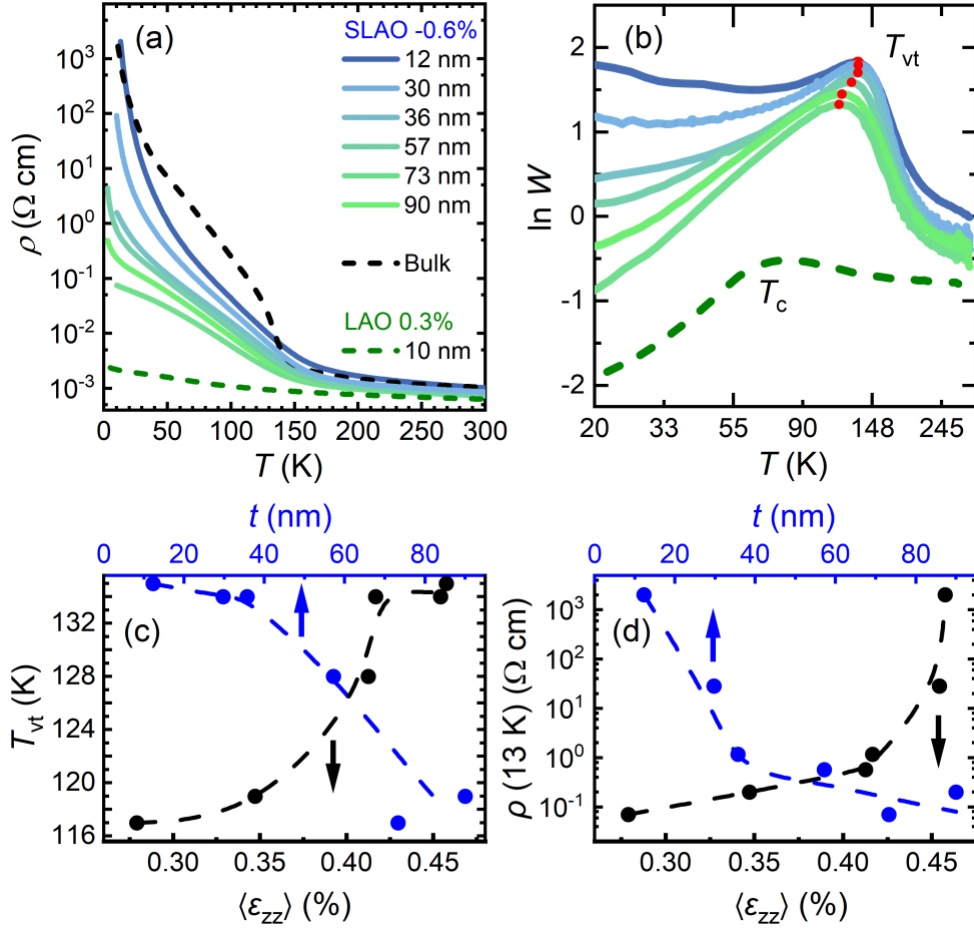 (a)
SLAO -0.6%
12 nm
30 nm
36 nm
57 nm
73 nm
90 nm
Bulk
LAO 0.3%
10 nm
10³
10²
10¹
10⁰
10⁻¹
10⁻²
10⁻³
ρ (Ω cm)
0 50 100 150 200 250 300
T (K)
(b)
T_vt
T_c
2
1
0
-1
-2
ln W
20 33 55 90 148 245
T (K)
t (nm)
0 20 40 60 80
(c)
132
128
124
120
116
T_vt (K)
0.30 0.35 0.40 0.45
⟨ε_zz⟩ (%)
t (nm)
0 20 40 60 80
(d)
10³
10²
10¹
10⁰
10⁻¹
ρ (13 K) (Ω cm)
0.30 0.35 0.40 0.45
⟨ε_zz⟩ (%)